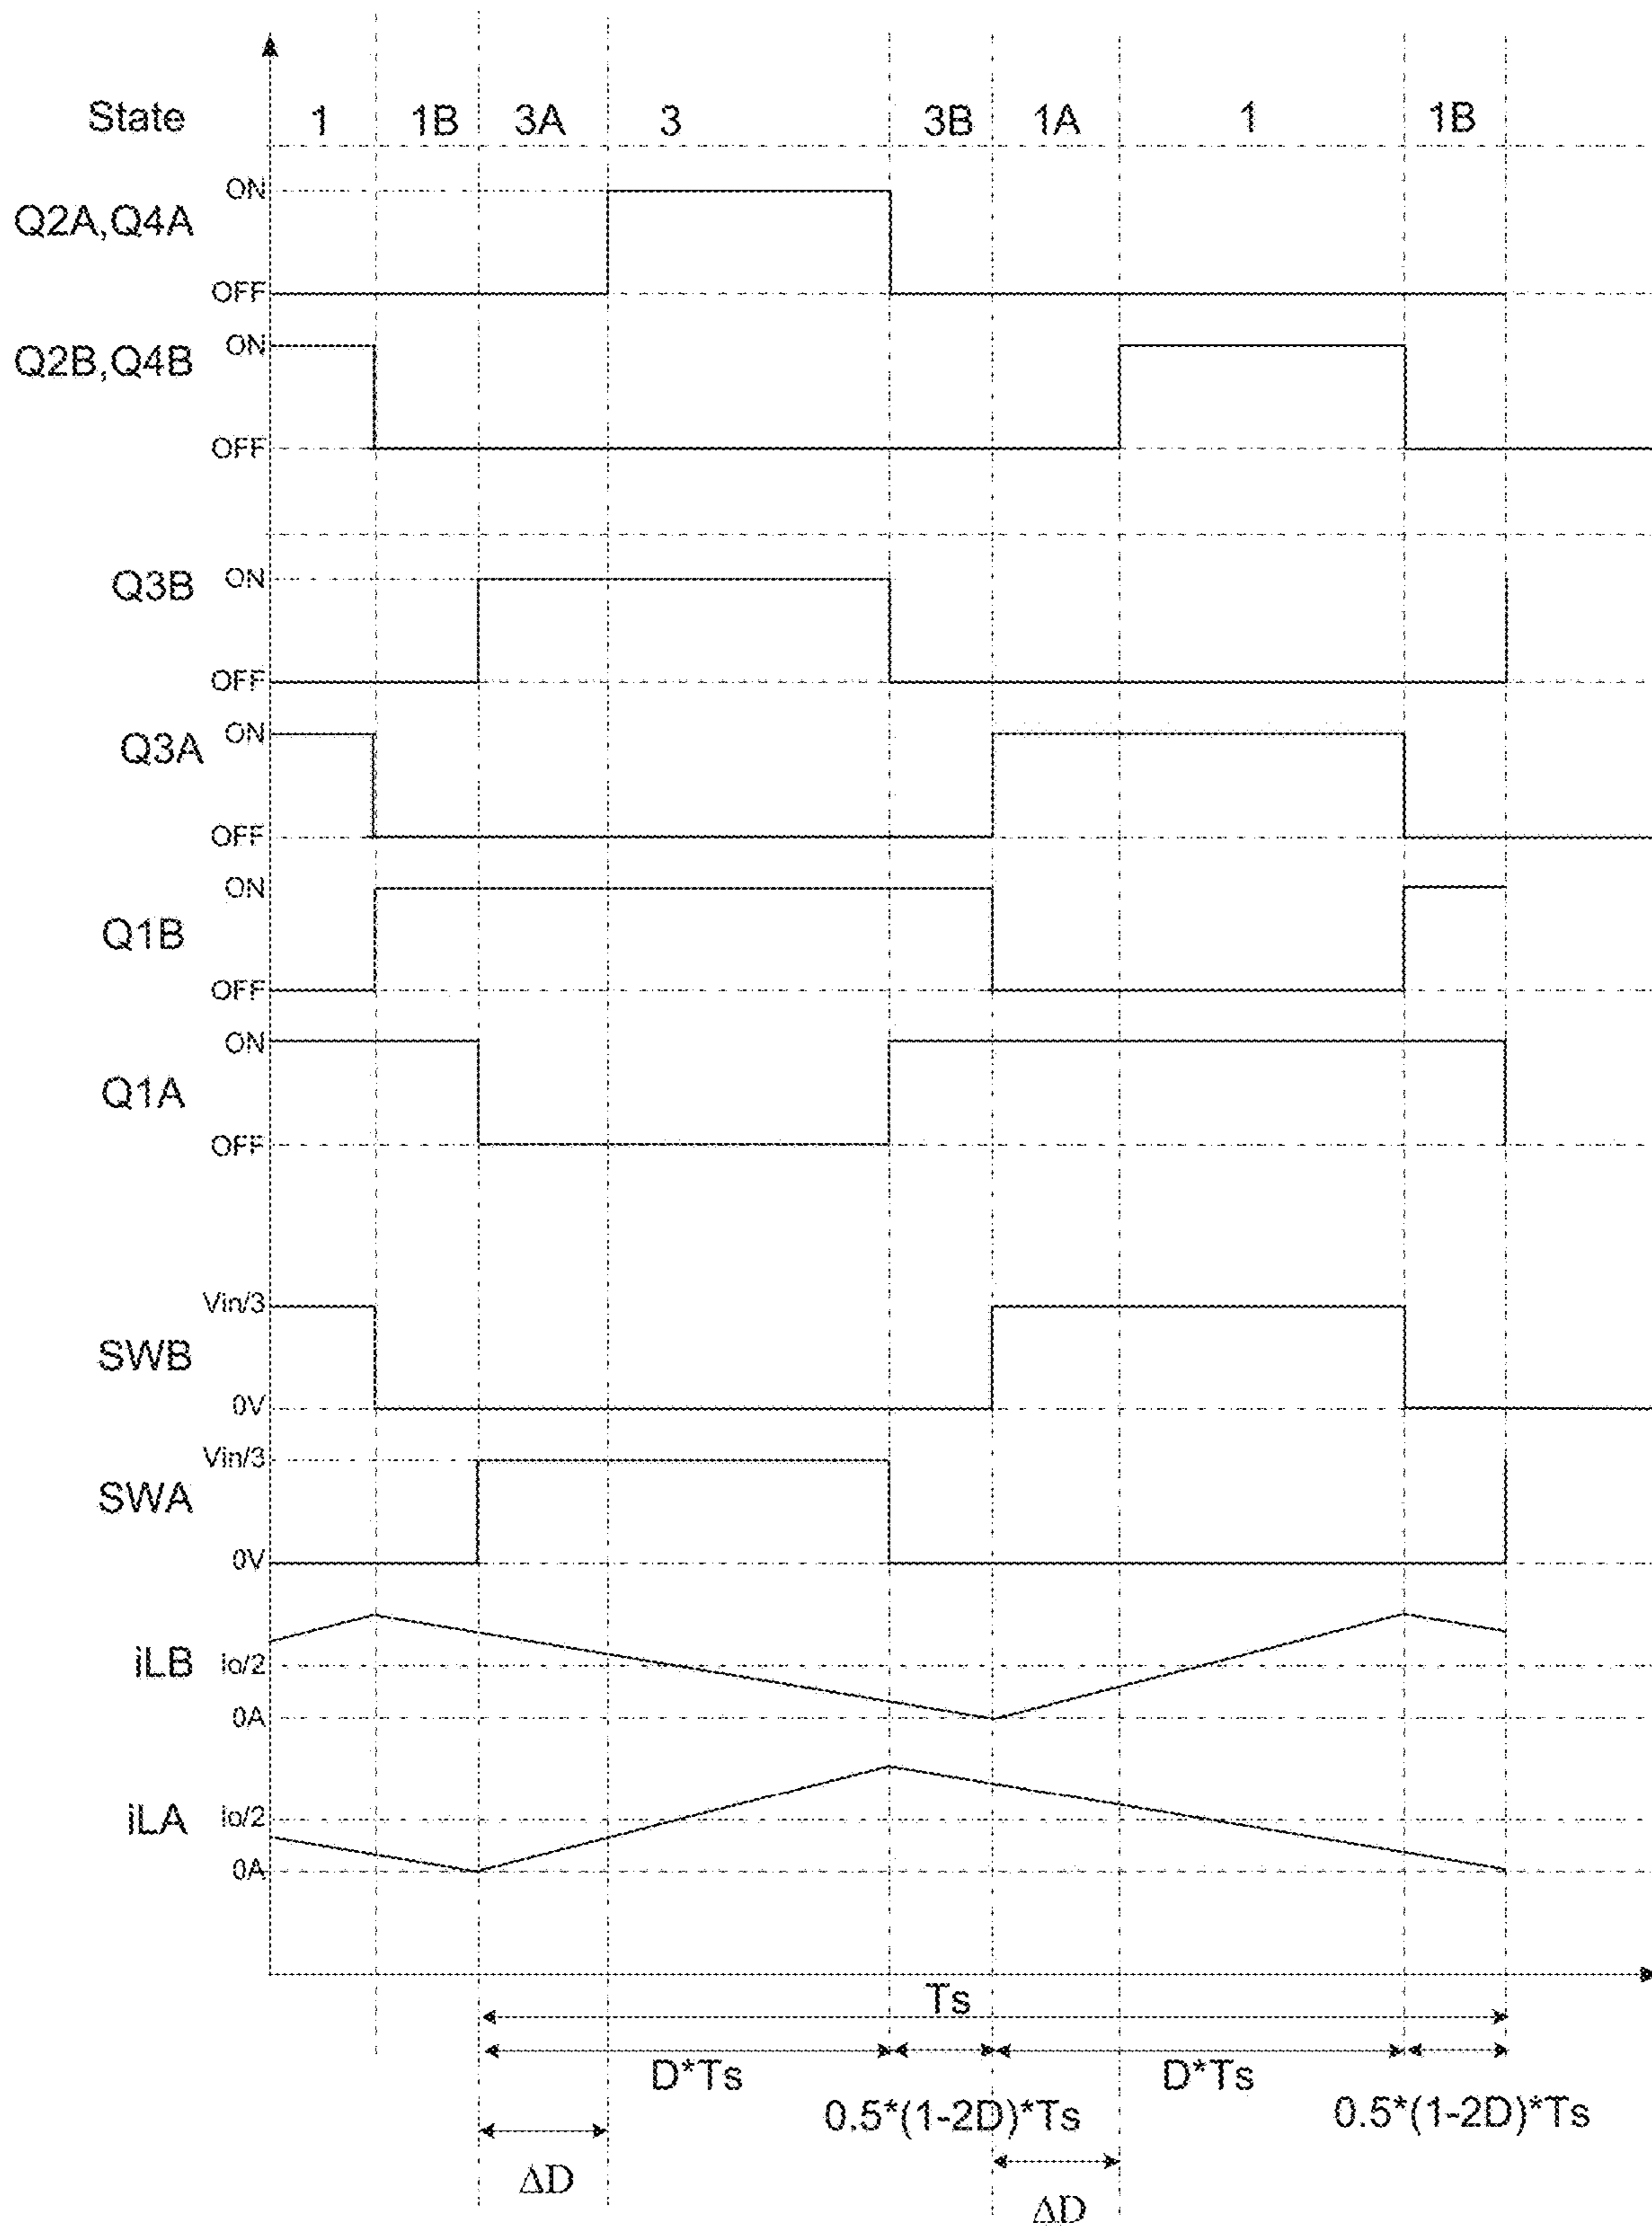 State 1 1B 3A 3 3B 1A 1 1B
ON
Q2A,Q4A
OFF
ON
Q2B,Q4B
OFF
ON
Q3B
OFF
ON
Q3A
OFF
ON
Q1B
OFF
ON
Q1A
OFF
Vin/3
SWB
0V
Vin/3
SWA
0V
iLB Io/2
0A
iLA Io/2
0A
Ts
D*Ts D*Ts
0.5*(1-2D)*Ts 0.5*(1-2D)*Ts
ΔD
ΔD